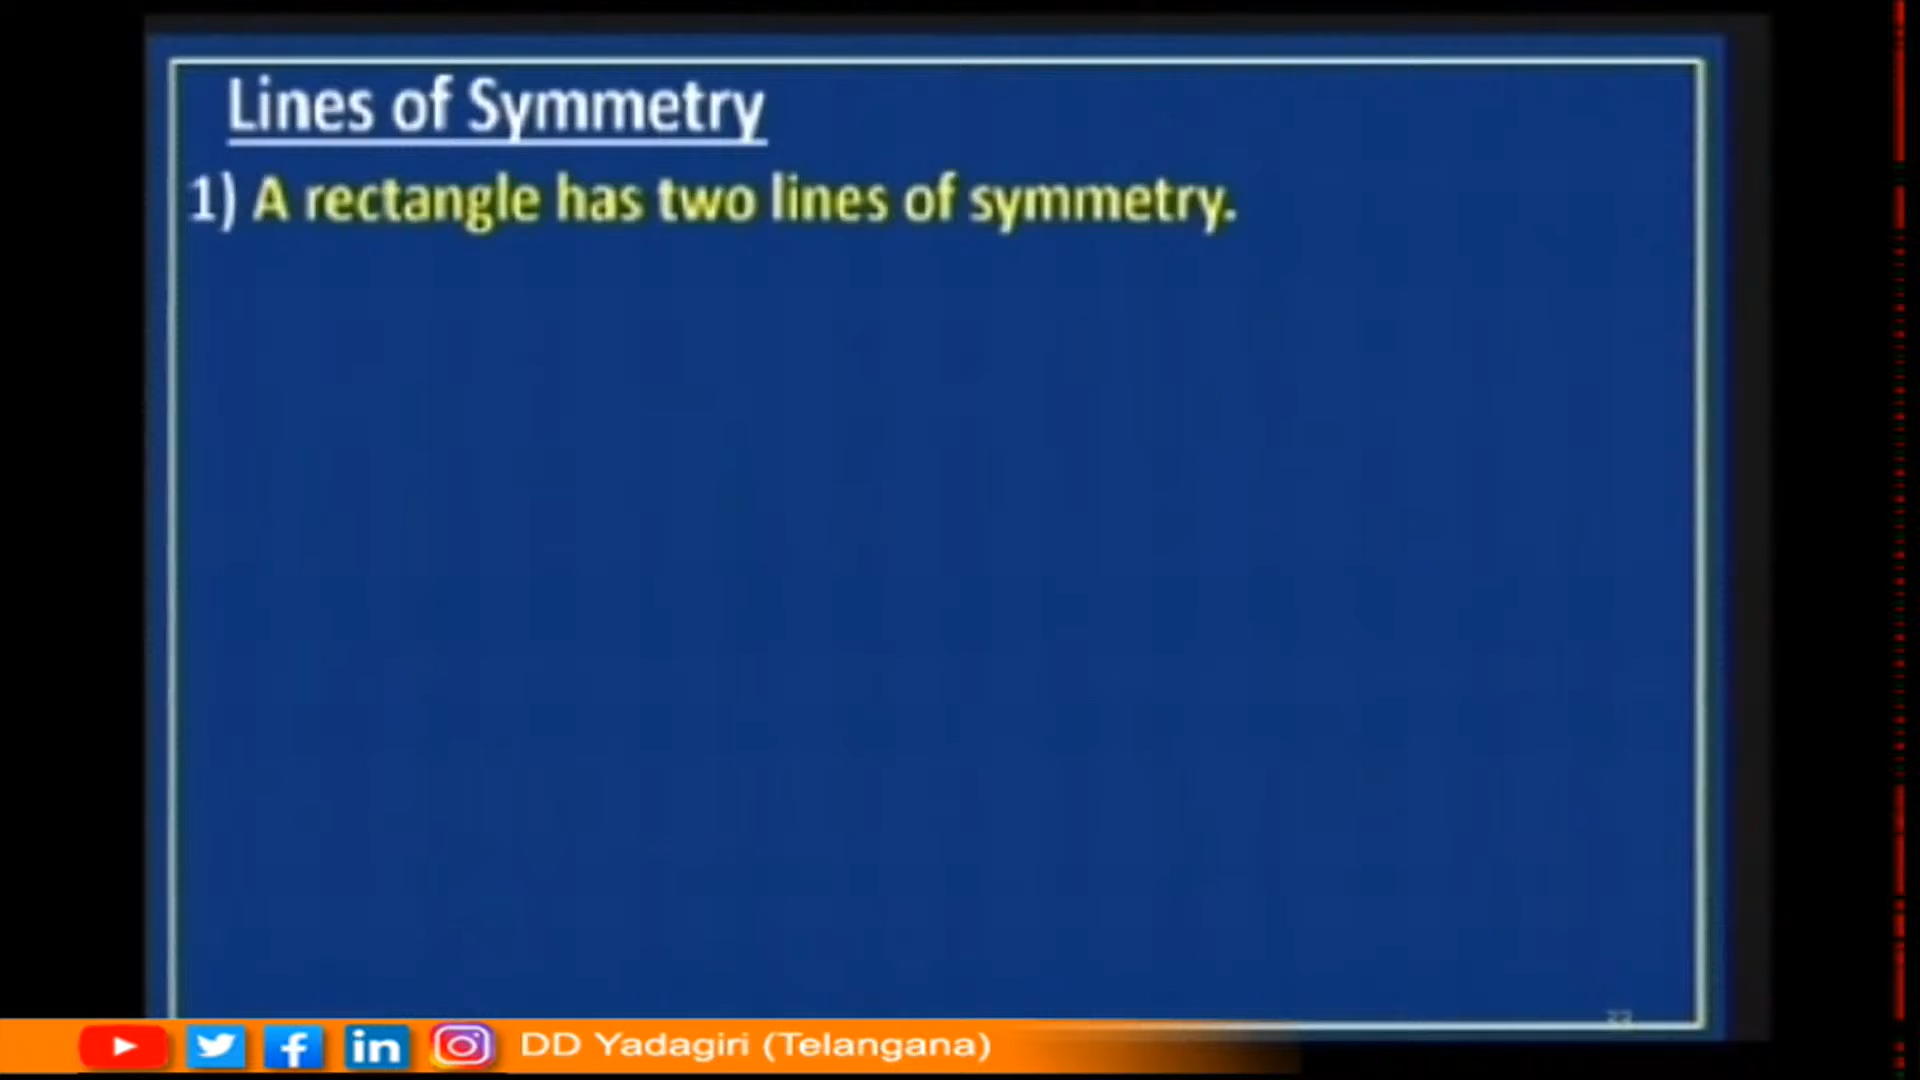 Lines of Symmetry
1) A rectangle has two lines of symmetry.
DD Yadagiri (Telangana)